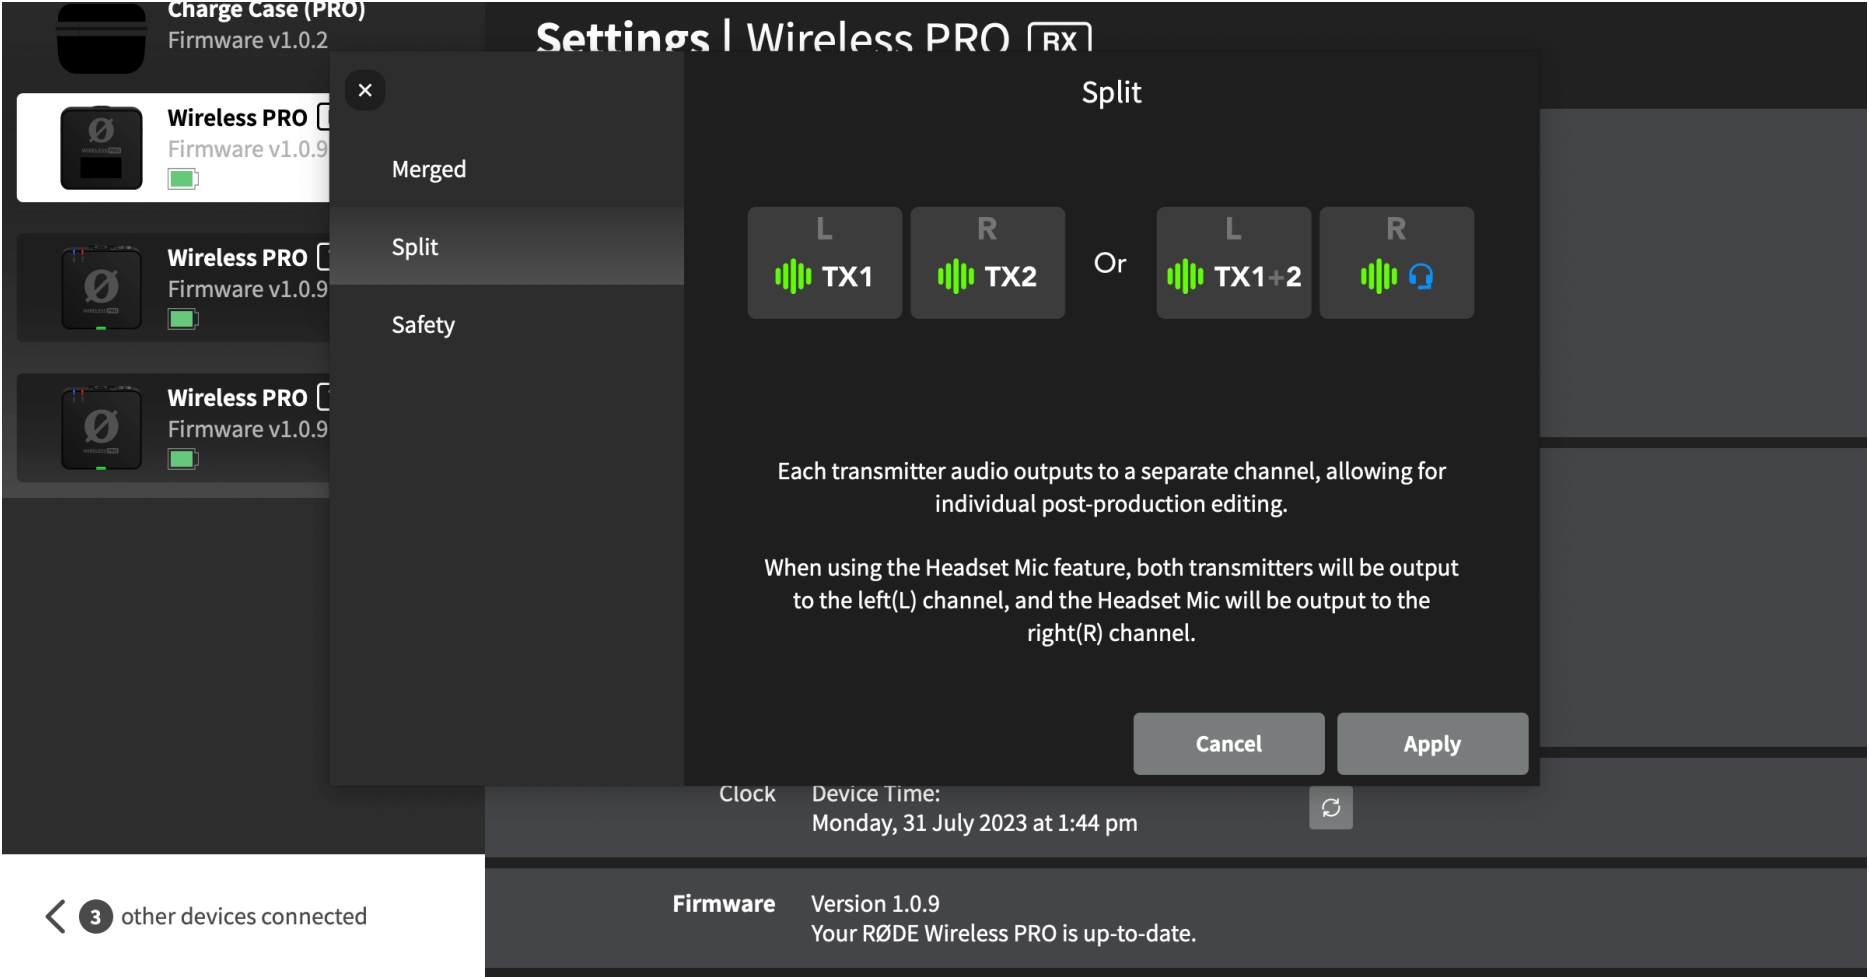 Charge Case (PRO)
Firmware v1.0.2
Wireless PRO
Firmware v1.0.9
Wireless PRO
Firmware v1.0.9
Wireless PRO
Firmware v1.0.9
3 other devices connected
Settings | Wireless PRO RX
Merged
Split
Safety
Split
L R Or L R
TX1 TX2 TX1+2
Each transmitter audio outputs to a separate channel, allowing for
individual post-production editing.
When using the Headset Mic feature, both transmitters will be output
to the left(L) channel, and the Headset Mic will be output to the
right(R) channel.
Cancel Apply
Clock Device Time:
Monday, 31 July 2023 at 1:44 pm
Firmware Version 1.0.9
Your RØDE Wireless PRO is up-to-date.